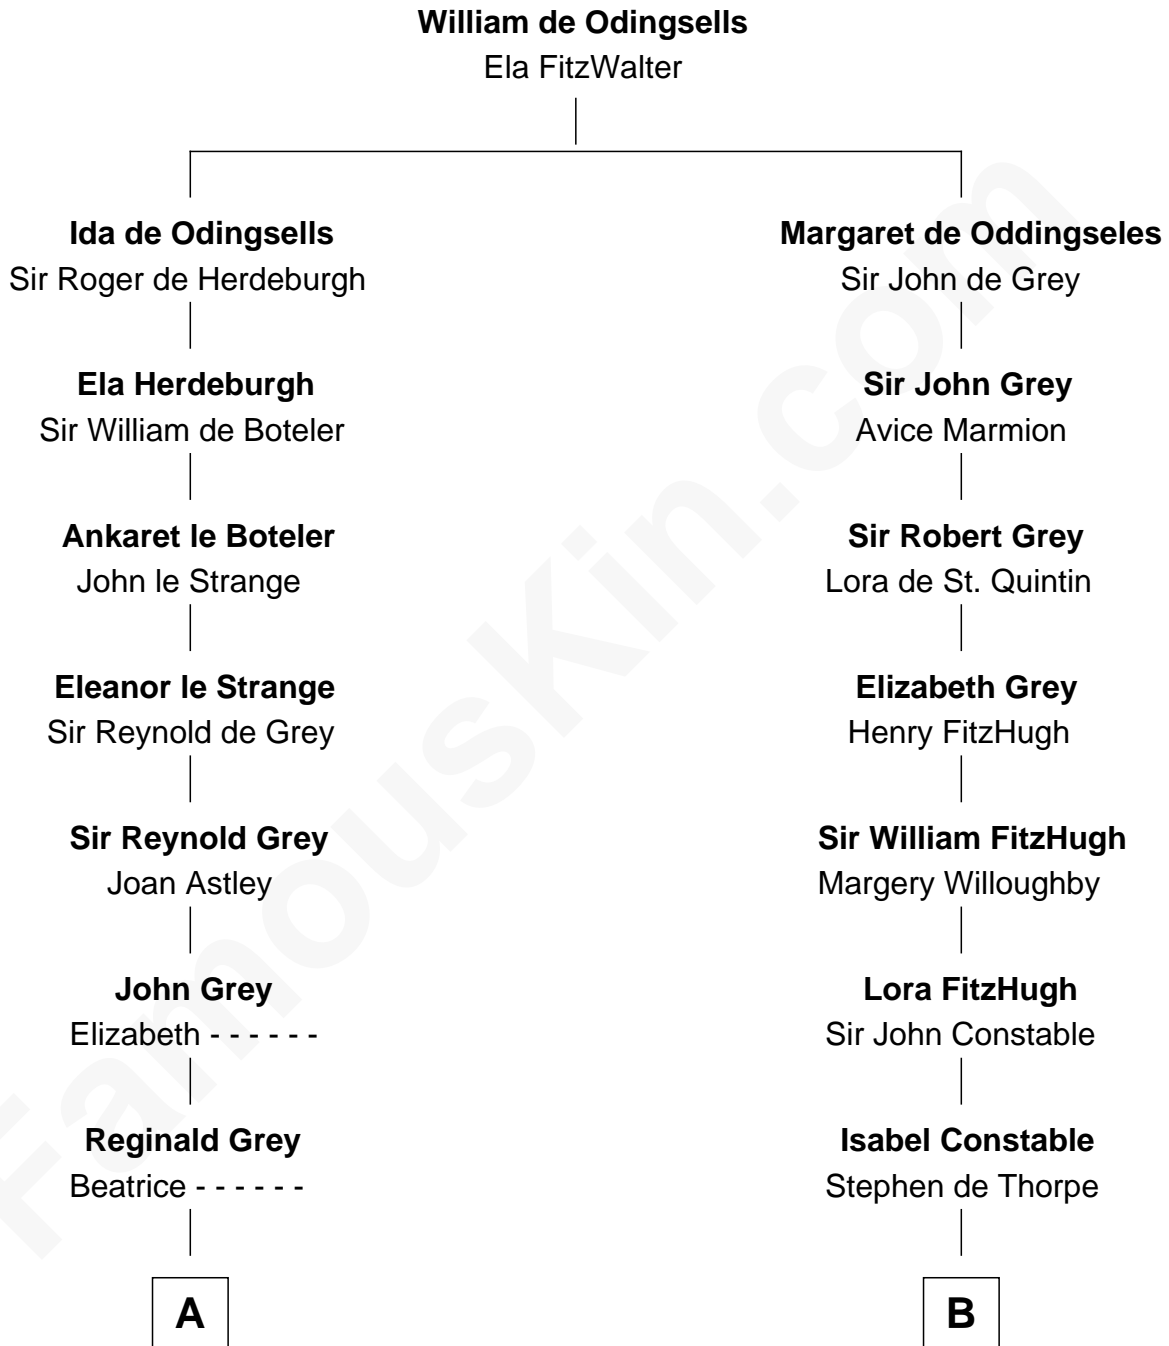 William de Odingsells
Ela FitzWalter
Ida de Odingsells
Sir Roger de Herdeburgh
Margaret de Oddingseles
Sir John de Grey
Ela Herdeburgh
Sir William de Boteler
Sir John Grey
Avice Marmion
Ankaret le Boteler
John le Strange
Sir Robert Grey
Lora de St. Quintin
Eleanor le Strange
Sir Reynold de Grey
Elizabeth Grey
Henry FitzHugh
Sir Reynold Grey
Joan Astley
Sir William FitzHugh
Margery Willoughby
John Grey
Elizabeth - - - - - -
Lora FitzHugh
Sir John Constable
Reginald Grey
Beatrice - - - - - -
Isabel Constable
Stephen de Thorpe
A
B
FamousKin.com